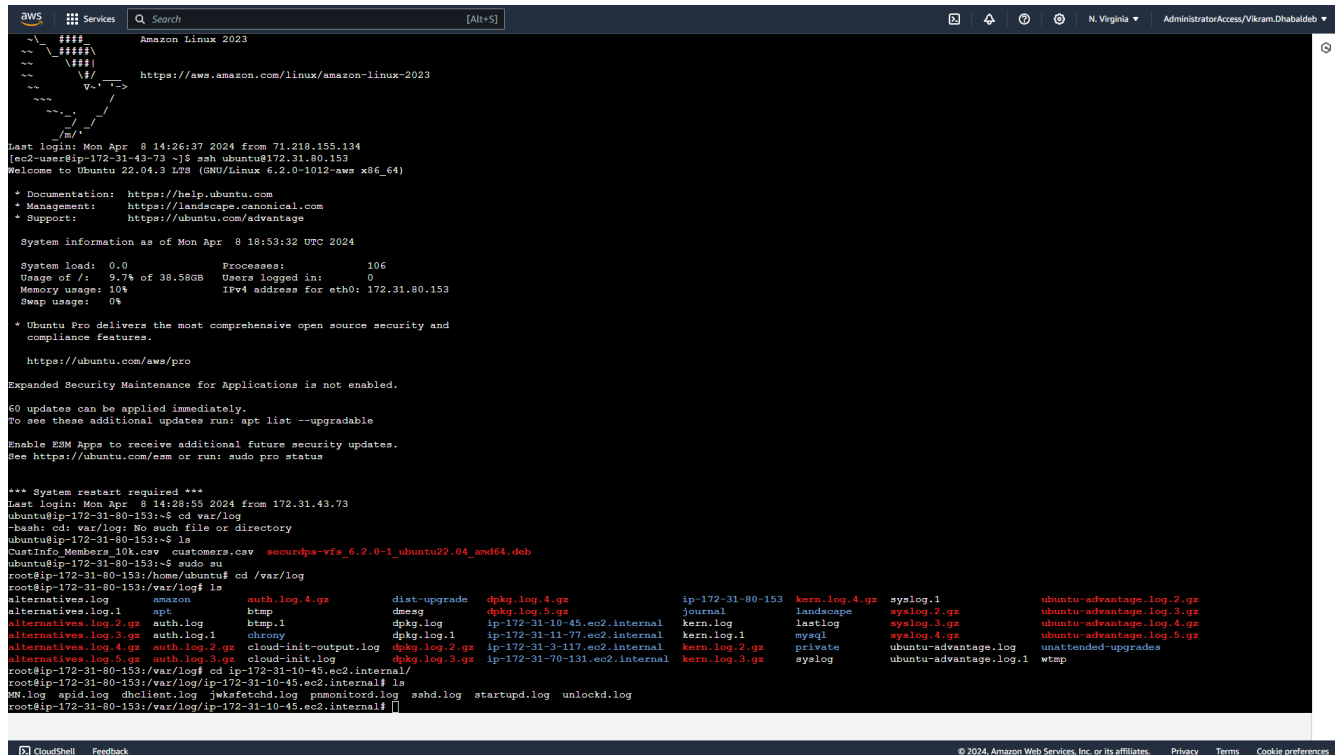 aws Services Search [Alt+S] N. Virginia AdministratorAccess/Vikram.Dhabaldeb
~\_ ####_ Amazon Linux 2023
~~ \_#####\
~~ \###|
~~ \#/ ___ https://aws.amazon.com/linux/amazon-linux-2023
~~ V~' '->
~~~ /
~~._. _/
_/ _/
_/m/'
Last login: Mon Apr 8 14:26:37 2024 from 71.218.155.134
[ec2-user@ip-172-31-43-73 ~]$ ssh ubuntu@172.31.80.153
Welcome to Ubuntu 22.04.3 LTS (GNU/Linux 6.2.0-1012-aws x86_64)
* Documentation: https://help.ubuntu.com
* Management: https://landscape.canonical.com
* Support: https://ubuntu.com/advantage
System information as of Mon Apr 8 18:53:32 UTC 2024
System load: 0.0 Processes: 106
Usage of /: 9.7% of 38.58GB Users logged in: 0
Memory usage: 10% IPv4 address for eth0: 172.31.80.153
Swap usage: 0%
* Ubuntu Pro delivers the most comprehensive open source security and
compliance features.
https://ubuntu.com/aws/pro
Expanded Security Maintenance for Applications is not enabled.
60 updates can be applied immediately.
To see these additional updates run: apt list --upgradable
Enable ESM Apps to receive additional future security updates.
See https://ubuntu.com/esm or run: sudo pro status
*** System restart required ***
Last login: Mon Apr 8 14:28:55 2024 from 172.31.43.73
ubuntu@ip-172-31-80-153:~$ cd var/log
-bash: cd: var/log: No such file or directory
ubuntu@ip-172-31-80-153:~$ ls
CustInfo_Members_10k.csv customers.csv securdps-vfs_6.2.0-1_ubuntu22.04_amd64.deb
ubuntu@ip-172-31-80-153:~$ sudo su
root@ip-172-31-80-153:/home/ubuntu# cd /var/log
root@ip-172-31-80-153:/var/log# ls
alternatives.log amazon auth.log.4.gz dist-upgrade dpkg.log.4.gz ip-172-31-80-153 kern.log.4.gz syslog.1 ubuntu-advantage.log.2.gz
alternatives.log.1 apt btmp dmesg dpkg.log.5.gz journal landscape syslog.2.gz ubuntu-advantage.log.3.gz
alternatives.log.2.gz auth.log btmp.1 dpkg.log ip-172-31-10-45.ec2.internal kern.log lastlog syslog.3.gz ubuntu-advantage.log.4.gz
alternatives.log.3.gz auth.log.1 chrony dpkg.log.1 ip-172-31-11-77.ec2.internal kern.log.1 mysql syslog.4.gz ubuntu-advantage.log.5.gz
alternatives.log.4.gz auth.log.2.gz cloud-init-output.log dpkg.log.2.gz ip-172-31-3-117.ec2.internal kern.log.2.gz private ubuntu-advantage.log unattended-upgrades
alternatives.log.5.gz auth.log.3.gz cloud-init.log dpkg.log.3.gz ip-172-31-70-131.ec2.internal kern.log.3.gz syslog ubuntu-advantage.log.1 wtmp
root@ip-172-31-80-153:/var/log# cd ip-172-31-10-45.ec2.internal/
root@ip-172-31-80-153:/var/log/ip-172-31-10-45.ec2.internal# ls
MN.log apid.log dhclient.log jwksfetchd.log pnmonitord.log sshd.log startupd.log unlockd.log
root@ip-172-31-80-153:/var/log/ip-172-31-10-45.ec2.internal#
CloudShell Feedback © 2024, Amazon Web Services, Inc. or its affiliates. Privacy Terms Cookie preferences